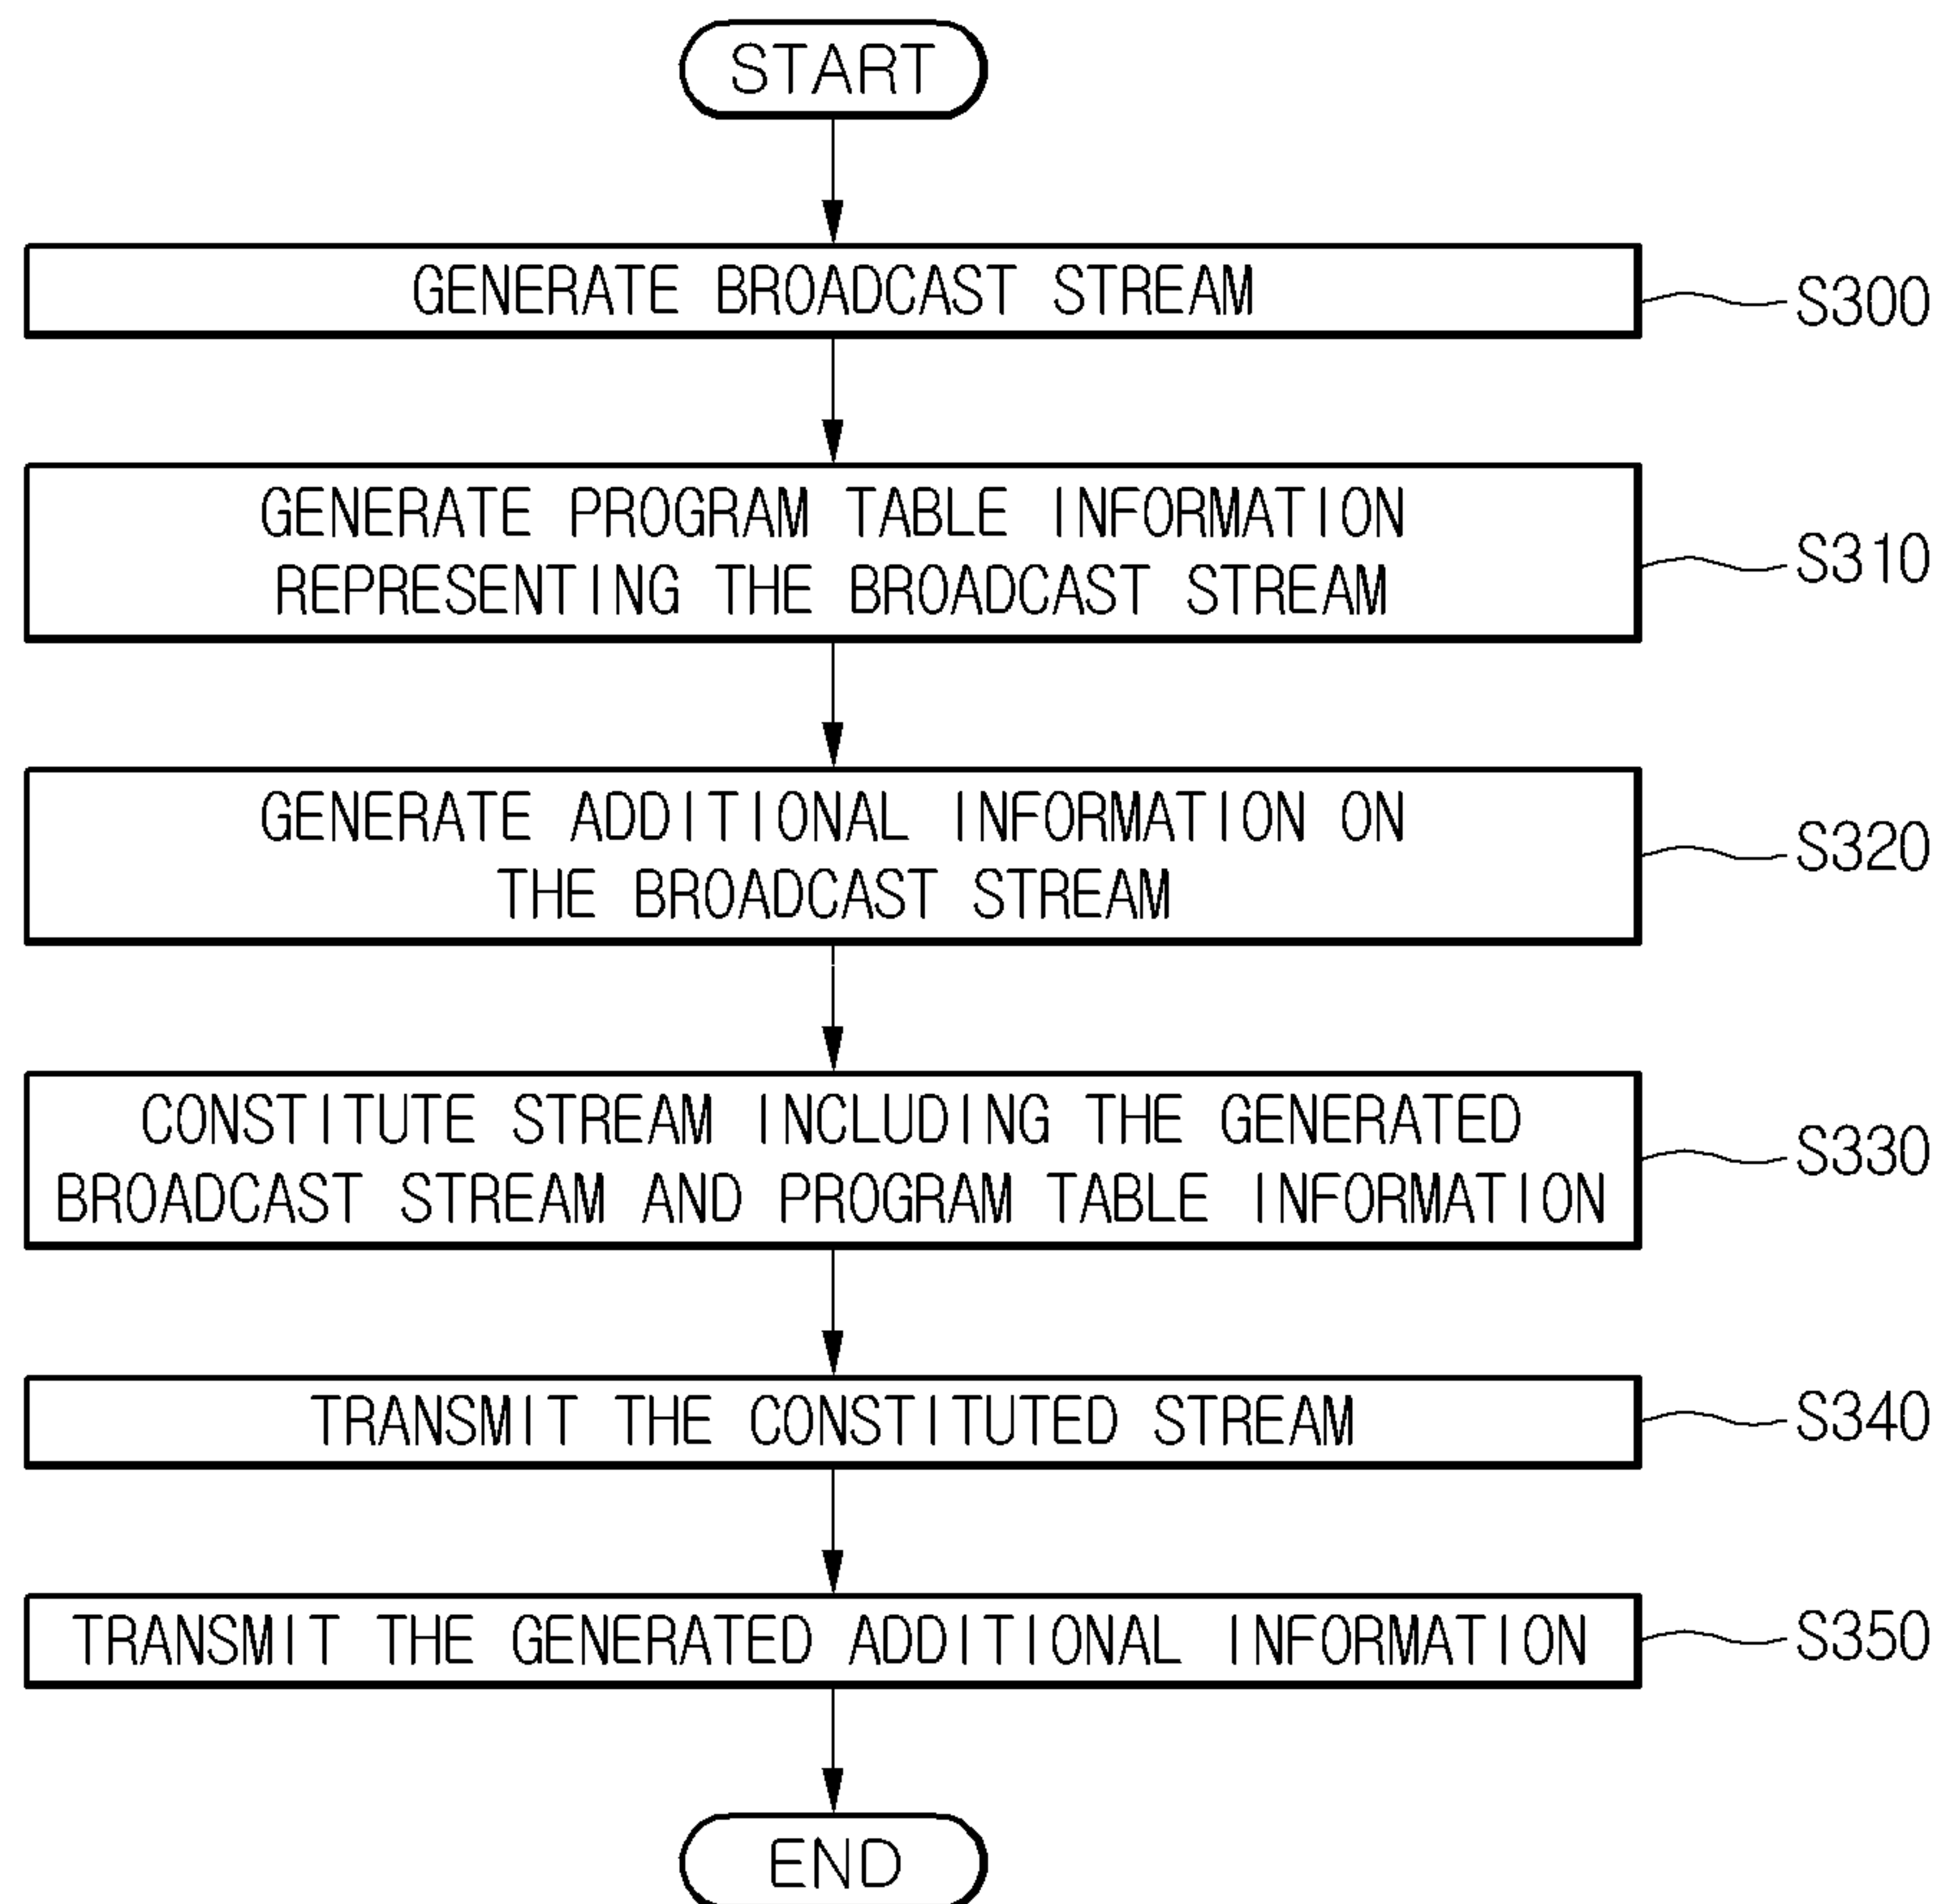 START
GENERATE BROADCAST STREAM
S300
GENERATE PROGRAM TABLE INFORMATION
REPRESENTING THE BROADCAST STREAM
S310
GENERATE ADDITIONAL INFORMATION ON
THE BROADCAST STREAM
S320
CONSTITUTE STREAM INCLUDING THE GENERATED
BROADCAST STREAM AND PROGRAM TABLE INFORMATION
S330
TRANSMIT THE CONSTITUTED STREAM
S340
TRANSMIT THE GENERATED ADDITIONAL INFORMATION
S350
END